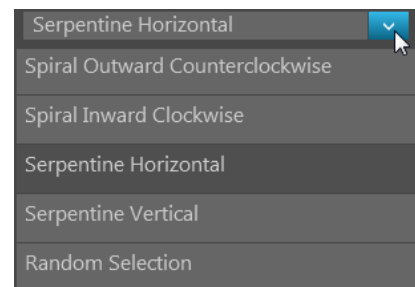 Serpentine Horizontal
Spiral Outward Counterclockwise
Spiral Inward Clockwise
Serpentine Horizontal
Serpentine Vertical
Random Selection